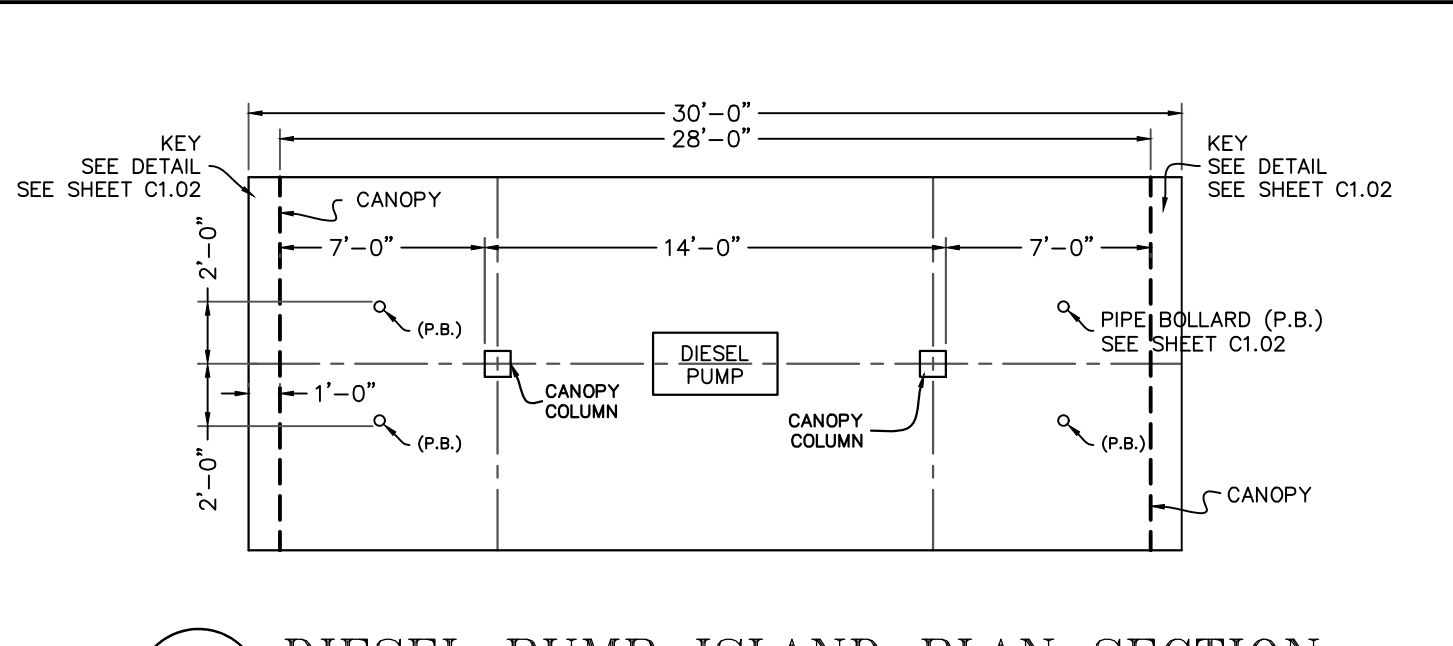 30'-0"
28'-0"
KEY
SEE DETAIL
SEE SHEET C1.02
KEY
SEE DETAIL
SEE SHEET C1.02
CANOPY
2'-0"
7'-0"
14'-0"
7'-0"
(P.B.)
PIPE BOLLARD (P.B.)
SEE SHEET C1.02
DIESEL
PUMP
1'-0"
CANOPY
COLUMN
CANOPY
COLUMN
(P.B.)
(P.B.)
2'-0"
CANOPY
DIESEL PUMP ISLAND PLAN SECTION